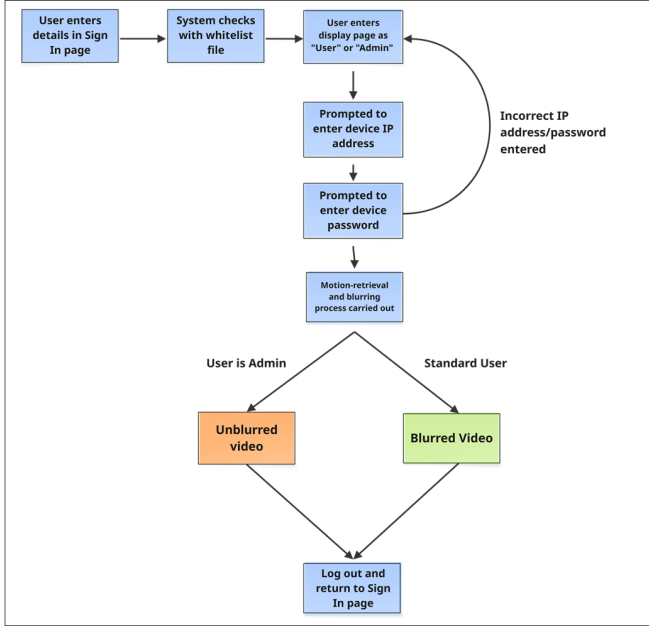 User enters
details in Sign
In page
System checks
with whitelist
file
User enters
display page as
"User" or "Admin"
Prompted to
enter device IP
address
Incorrect IP
address/password
entered
Prompted to
enter device
password
Motion-retrieval
and blurring
process carried out
User is Admin
Standard User
Unblurred
video
Blurred Video
Log out and
return to Sign
In page